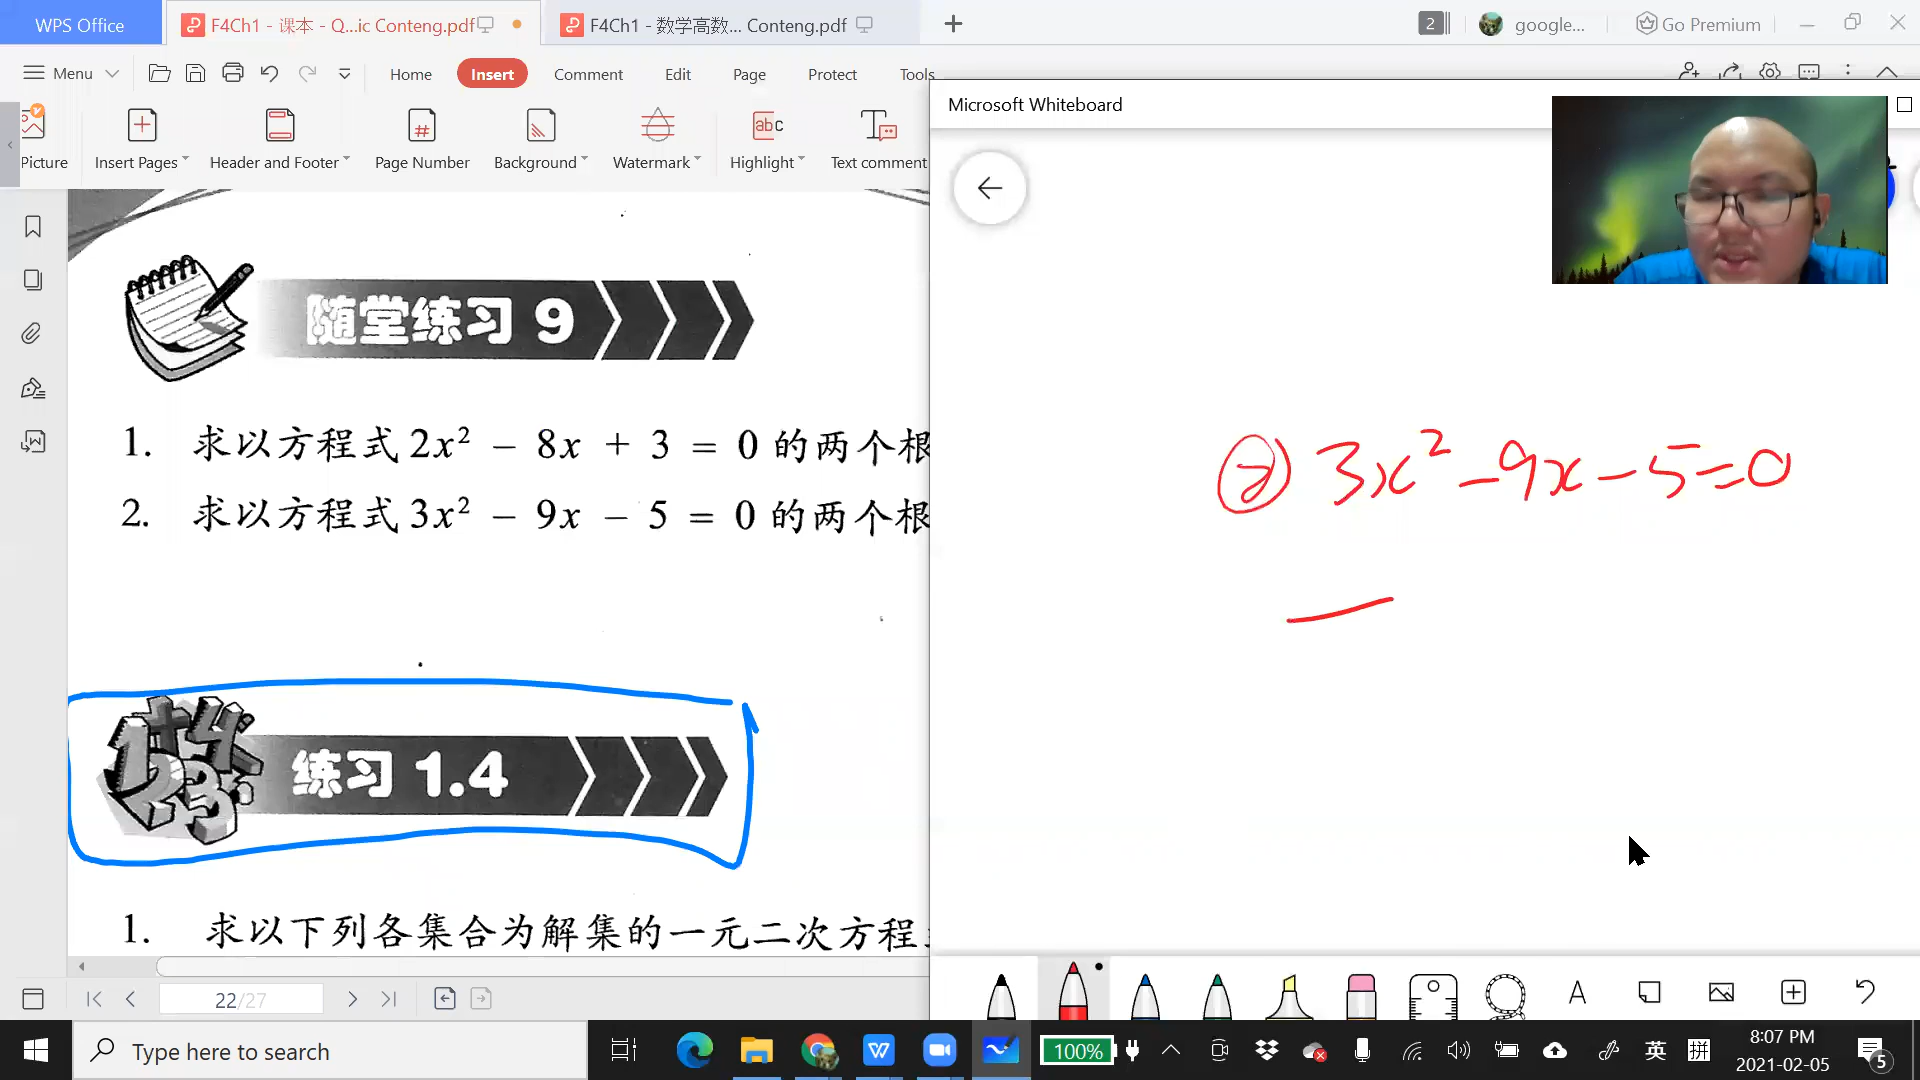 WPS Office
F4Ch1 - 课本 - Q...ic Conteng.pdf
F4Ch1 - 数学高数... Conteng.pdf
2
google...
Go Premium
Menu
Home
Insert
Comment
Edit
Page
Protect
Tools
Picture
Insert Pages
Header and Footer
Page Number
Background
Watermark
Highlight
Text comment
随堂练习 9
1. 求以方程式 2x² - 8x + 3 = 0 的两个根
2. 求以方程式 3x² - 9x - 5 = 0 的两个根
练习 1.4
1. 求以下列各集合为解集的一元二次方程
22/27
Microsoft Whiteboard
② 3x² - 9x - 5 = 0
Type here to search
100%
英
拼
8:07 PM
2021-02-05
5